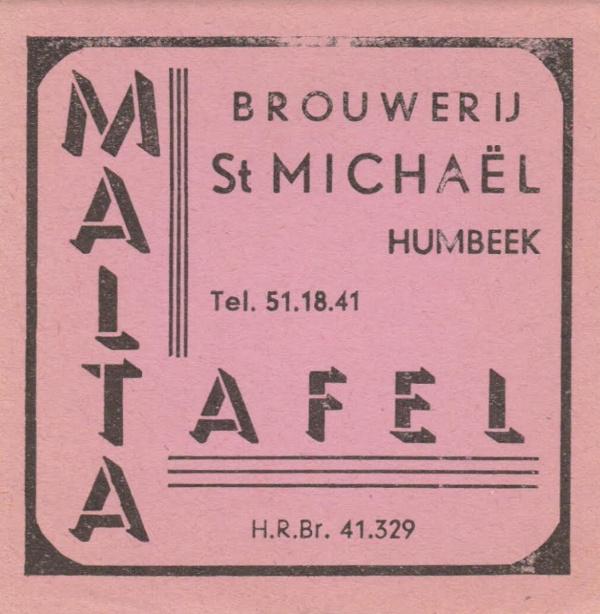 MALTA
BROUWERIJ
St MICHAËL
HUMBEEK
Tel. 51.18.41
TAFEL
H.R.Br. 41.329